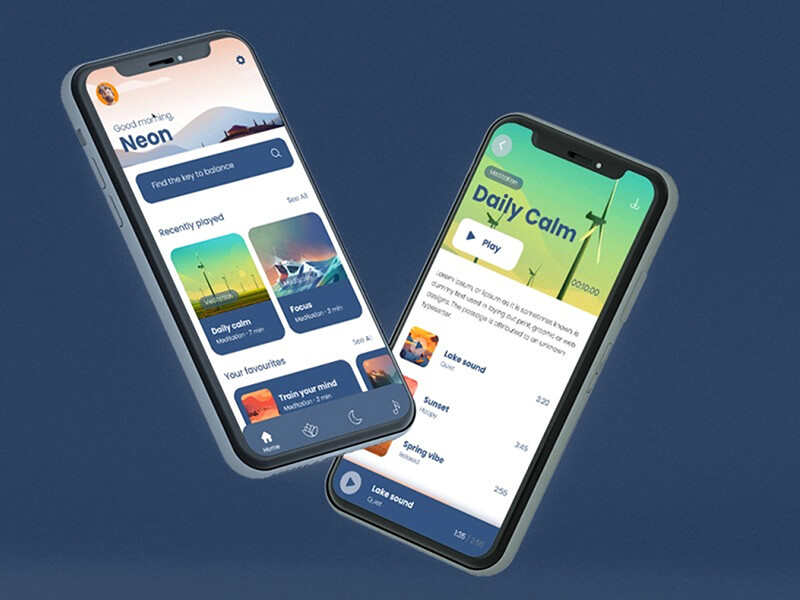 Good morning,
Neon
Find the key to balance
See All
Recently played
Meditation
Daily calm
Meditation - 7 min
Meditation
Focus
Meditation - 2 min
See All
Your favourites
Train your mind
Meditation - 2 min
Home
Meditation
Daily Calm
Play
00:10:00
Lorem ipsum, or lipsum as it is sometimes known, is
dummy text used in laying out print, graphic or web
designs. The passage is attributed to an unknown
typesetter.
Lake sound
Quiet
3:20
Sunset
Happy
3:45
Spring vibe
Relaxed
2:55
Lake sound
Quiet
1:35 / 2:55